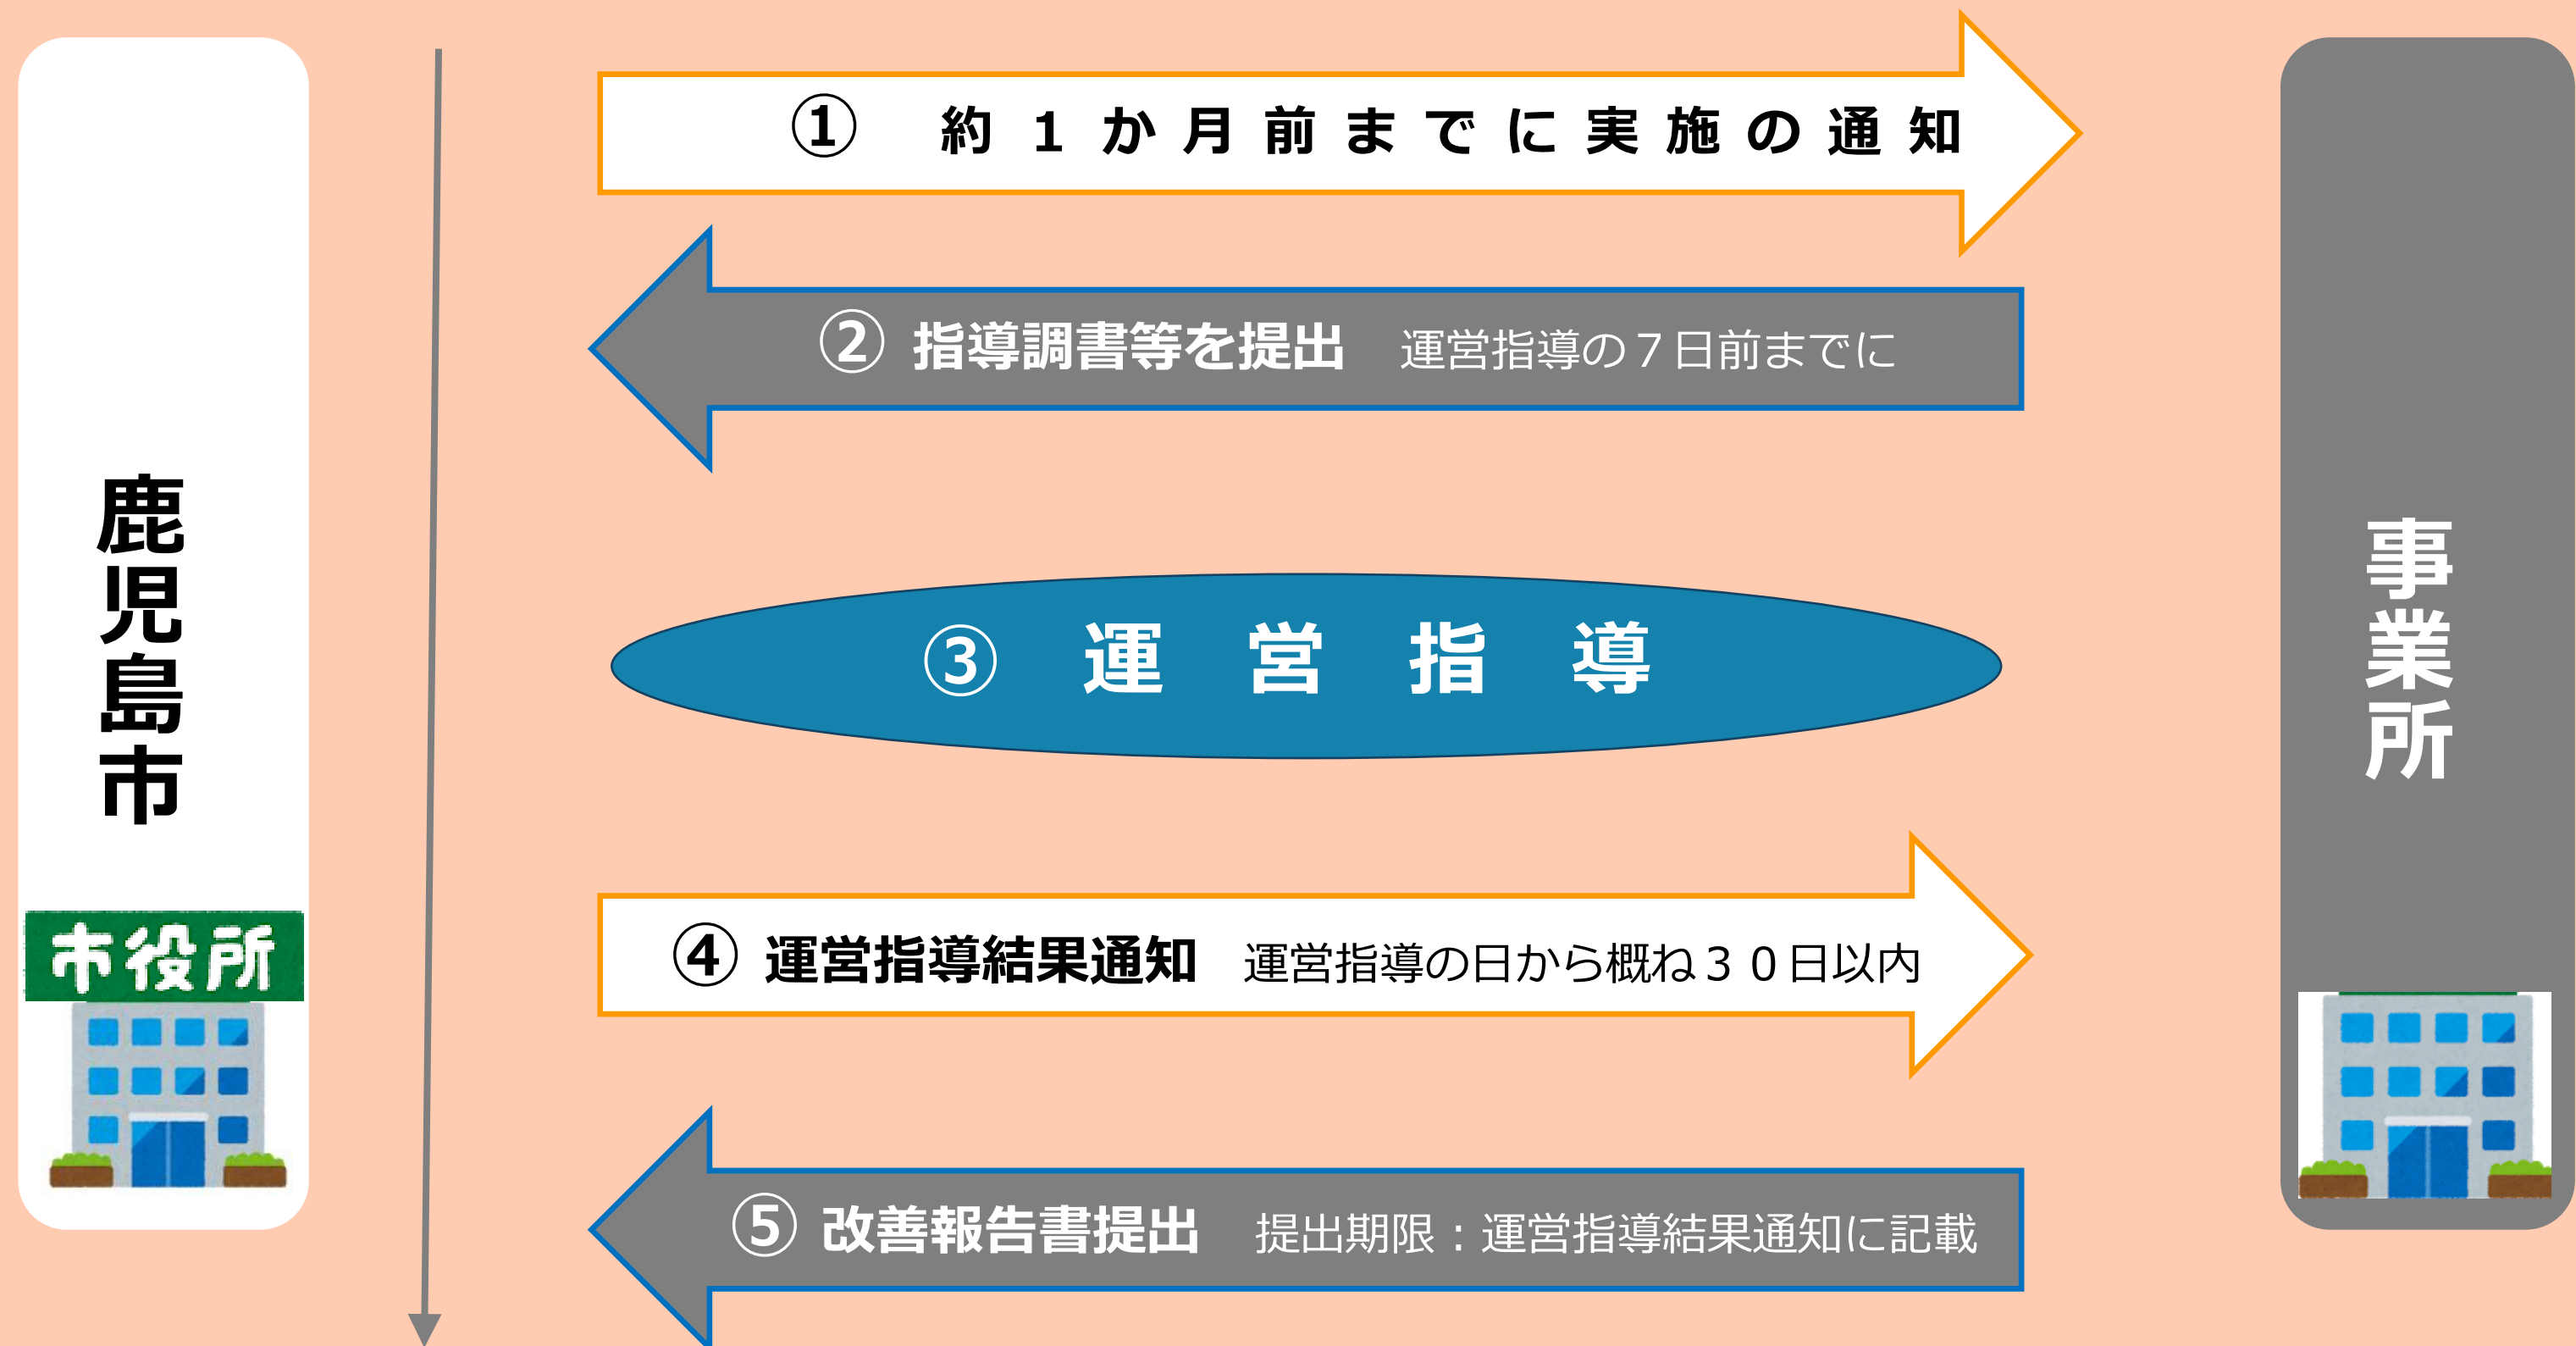 鹿児島市
市役所
① 約１か月前までに実施の通知
② 指導調書等を提出 運営指導の７日前までに
③ 運営指導
④ 運営指導結果通知 運営指導の日から概ね３０日以内
⑤ 改善報告書提出 提出期限：運営指導結果通知に記載
事業所